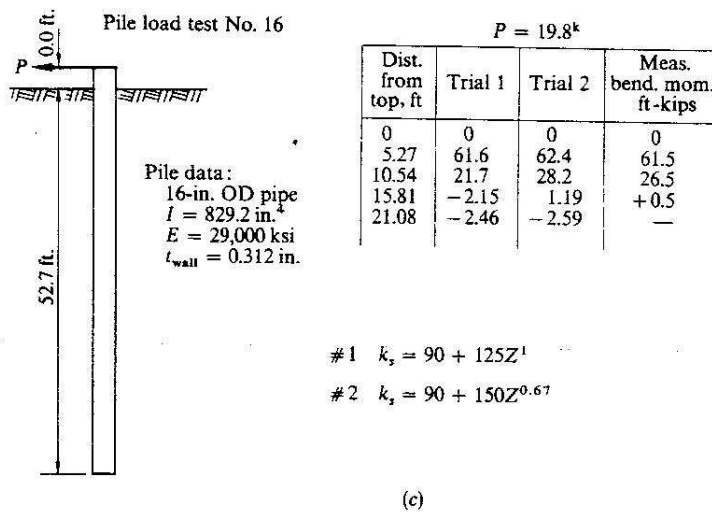 Pile load test No. 16
0.0 ft.
P
52.7 ft.
Pile data:
16-in. OD pipe
I = 829.2 in.⁴
E = 29,000 ksi
t_wall = 0.312 in.
P = 19.8ᵏ
Dist. from top, ft | Trial 1 | Trial 2 | Meas. bend. mom. ft-kips
0 0 0 0
5.27 61.6 62.4 61.5
10.54 21.7 28.2 26.5
15.81 −2.15 1.19 +0.5
21.08 −2.46 −2.59 —
#1 kₛ = 90 + 125Z¹
#2 kₛ = 90 + 150Z⁰·⁶⁷
(c)